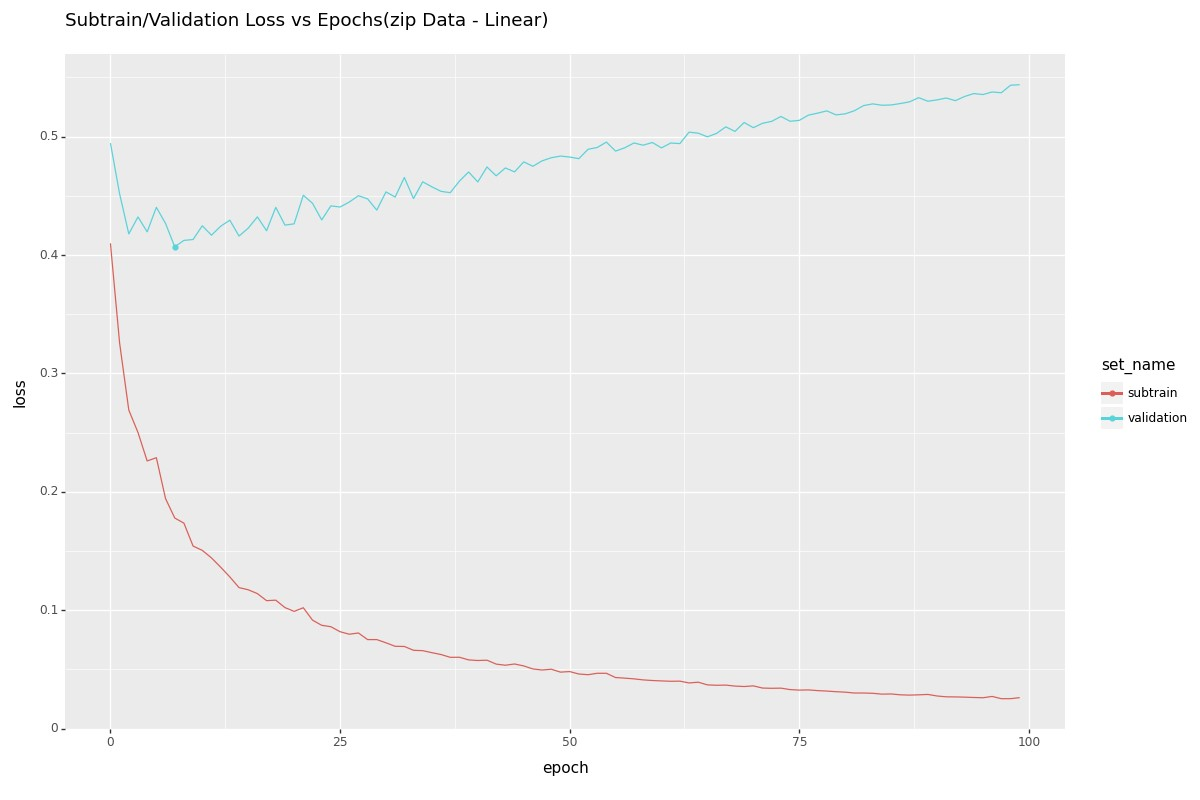 Subtrain/Validation Loss vs Epochs(zip Data - Linear)
0.5
0.4
0.3
0.2
0.1
0
loss
0 25 50 75 100
epoch
set_name
subtrain
validation